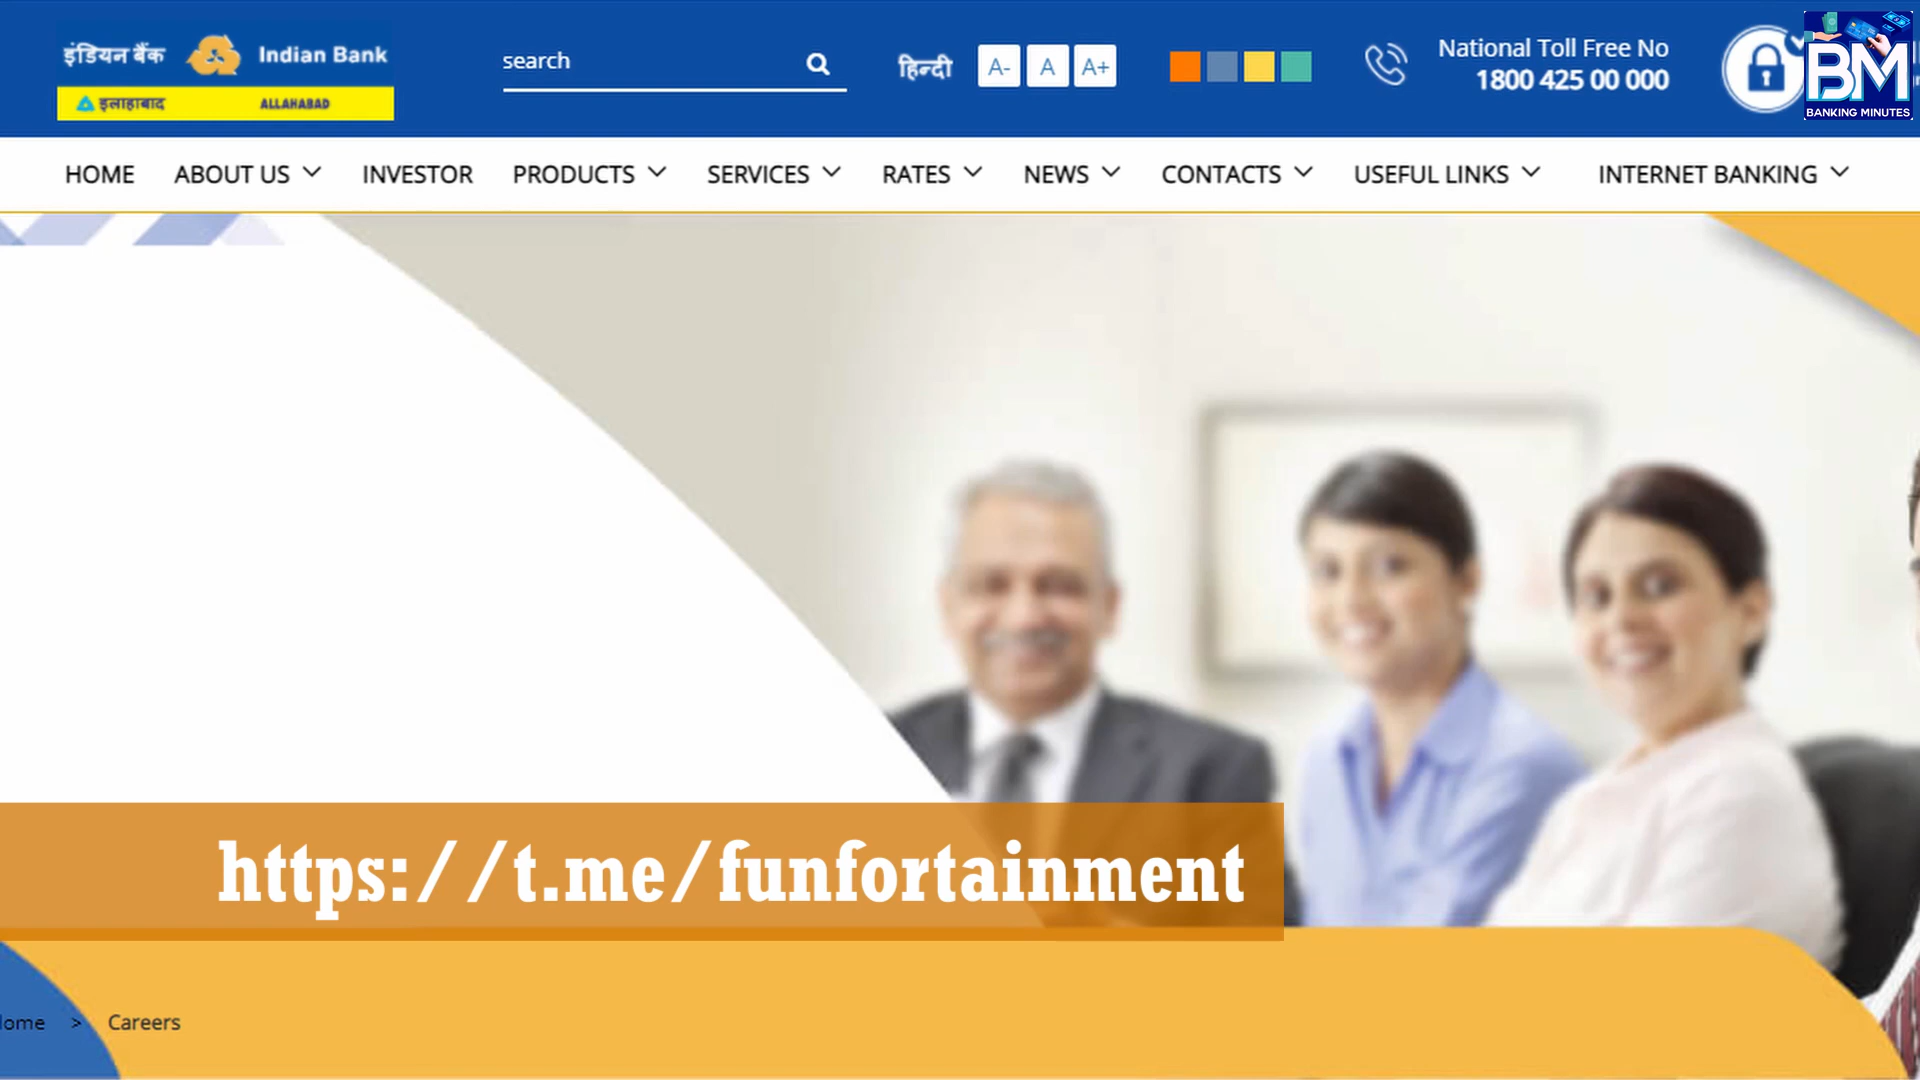 इंडियन बैंक Indian Bank
इलाहाबाद ALLAHABAD
search
हिन्दी A- A A+
National Toll Free No
1800 425 00 000
BM
BANKING MINUTES
HOME ABOUT US INVESTOR PRODUCTS SERVICES RATES NEWS CONTACTS USEFUL LINKS INTERNET BANKING
https://t.me/funfortainment
ome > Careers